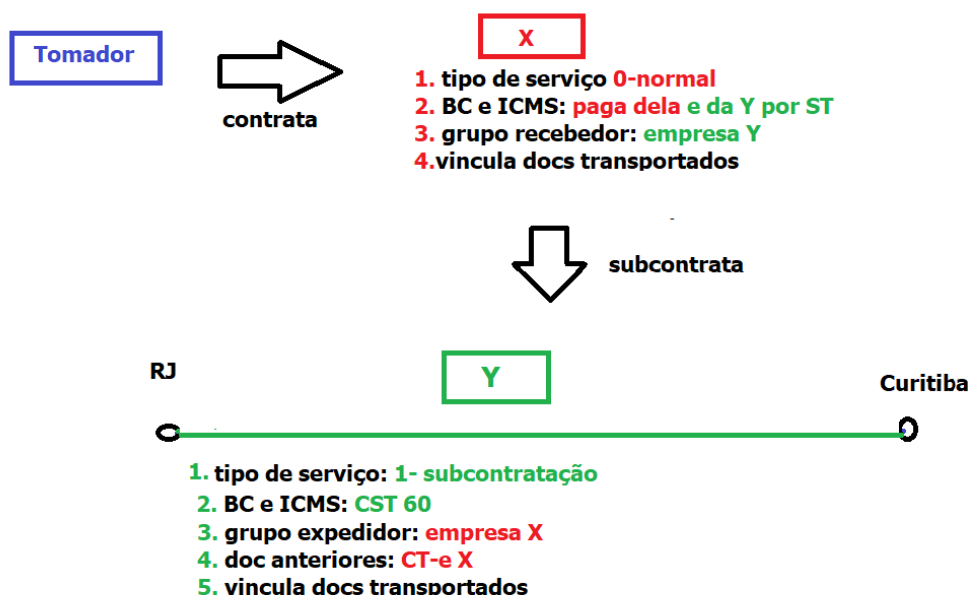 Tomador
contrata
X
1. tipo de serviço 0-normal
2. BC e ICMS: paga dela e da Y por ST
3. grupo recebedor: empresa Y
4.vincula docs transportados
subcontrata
RJ
Y
Curitiba
1. tipo de serviço: 1- subcontratação
2. BC e ICMS: CST 60
3. grupo expedidor: empresa X
4. doc anteriores: CT-e X
5. vincula docs transportados